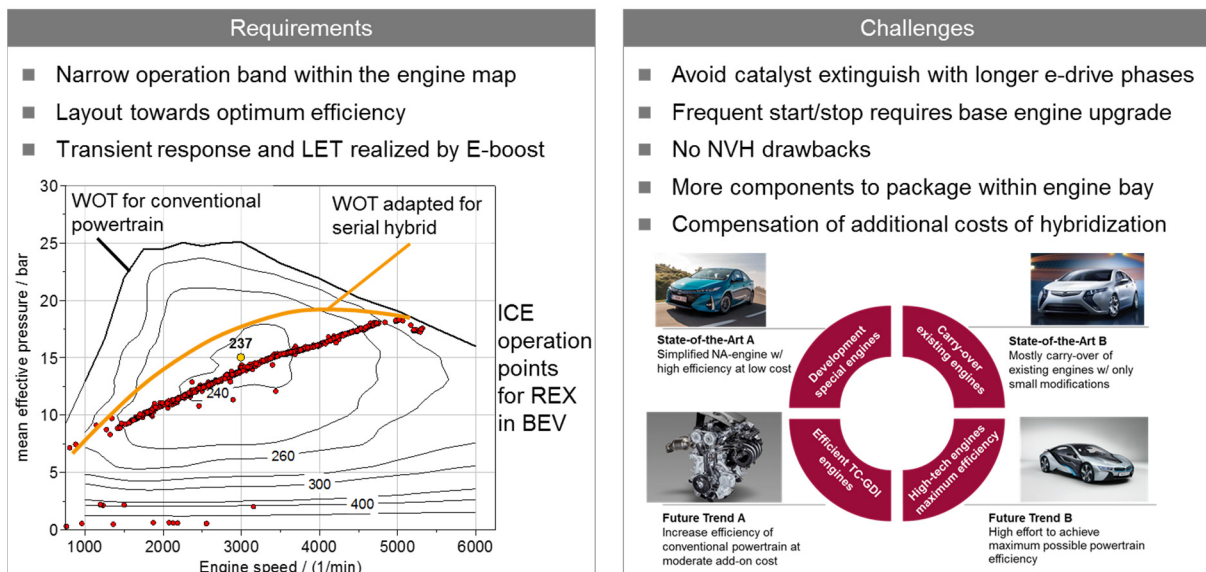 Requirements
Narrow operation band within the engine map
Layout towards optimum efficiency
Transient response and LET realized by E-boost
30
25
20
15
10
5
0
mean effective pressure / bar
WOT for conventional
powertrain
WOT adapted for
serial hybrid
237
240
260
300
400
ICE
operation
points
for REX
in BEV
1000
2000
3000
4000
5000
6000
Engine speed / (1/min)
Challenges
Avoid catalyst extinguish with longer e-drive phases
Frequent start/stop requires base engine upgrade
No NVH drawbacks
More components to package within engine bay
Compensation of additional costs of hybridization
State-of-the-Art A
Simplified NA-engine w/
high efficiency at low cost
State-of-the-Art B
Mostly carry-over of
existing engines w/ only
small modifications
Development
special engines
Carry-over
existing engines
Efficient TC-GDI
engines
High-tech engines
maximum efficiency
Future Trend A
Increase efficiency of
conventional powertrain at
moderate add-on cost
Future Trend B
High effort to achieve
maximum possible powertrain
efficiency